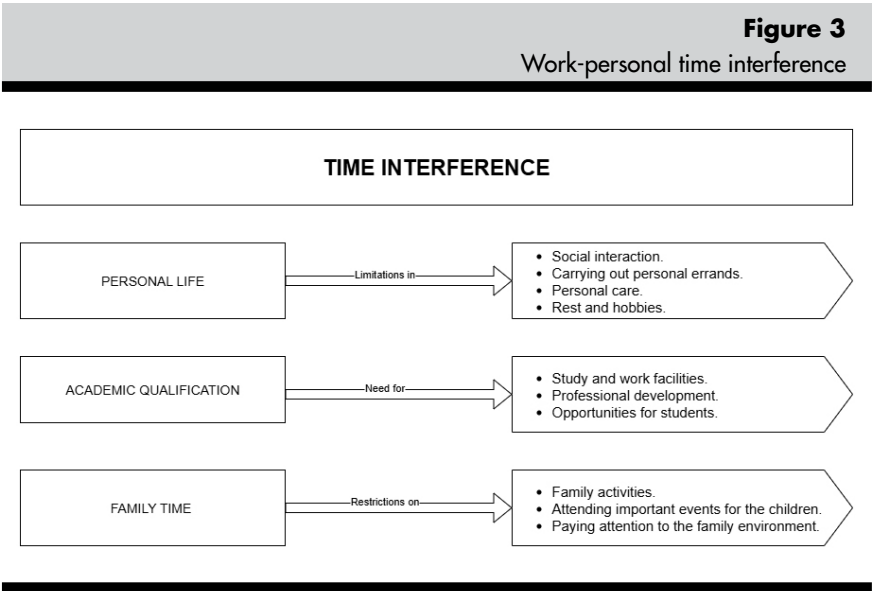 Figure 3
Work-personal time interference
TIME INTERFERENCE
PERSONAL LIFE
Limitations in
• Social interaction.
• Carrying out personal errands.
• Personal care.
• Rest and hobbies.
ACADEMIC QUALIFICATION
Need for
• Study and work facilities.
• Professional development.
• Opportunities for students.
FAMILY TIME
Restrictions on
• Family activities.
• Attending important events for the children.
• Paying attention to the family environment.